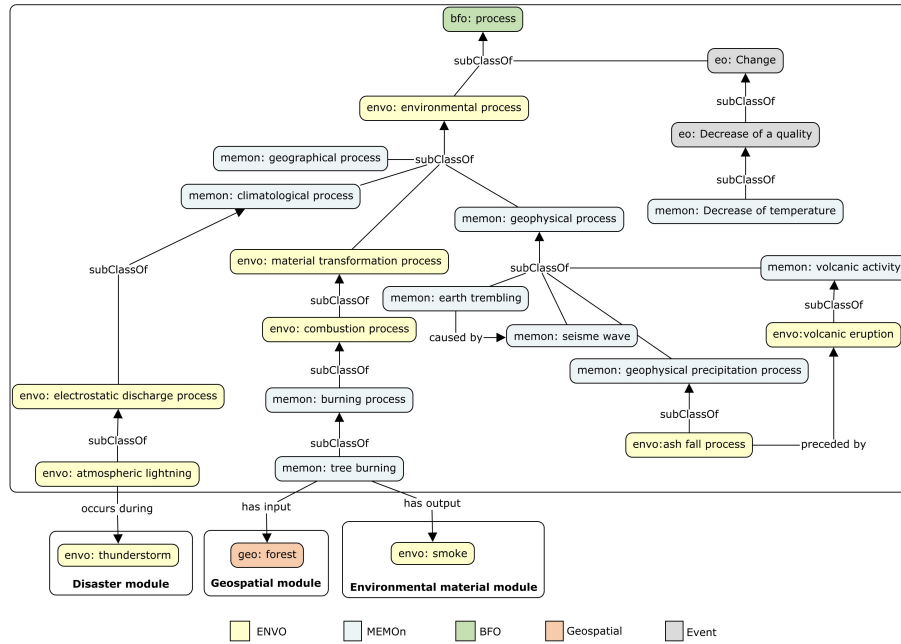 bfo: process
subClassOf
eo: Change
envo: environmental process
subClassOf
eo: Decrease of a quality
memon: geographical process
subClassOf
subClassOf
memon: climatological process
memon: Decrease of temperature
memon: geophysical process
subClassOf
envo: material transformation process
subClassOf
memon: volcanic activity
subClassOf
memon: earth trembling
subClassOf
envo: combustion process
caused by
memon: seisme wave
envo:volcanic eruption
subClassOf
memon: geophysical precipitation process
envo: electrostatic discharge process
memon: burning process
subClassOf
subClassOf
subClassOf
envo:ash fall process
preceded by
envo: atmospheric lightning
memon: tree burning
occurs during
has input
has output
envo: thunderstorm
geo: forest
envo: smoke
Disaster module
Geospatial module
Environmental material module
ENVO
MEMOn
BFO
Geospatial
Event